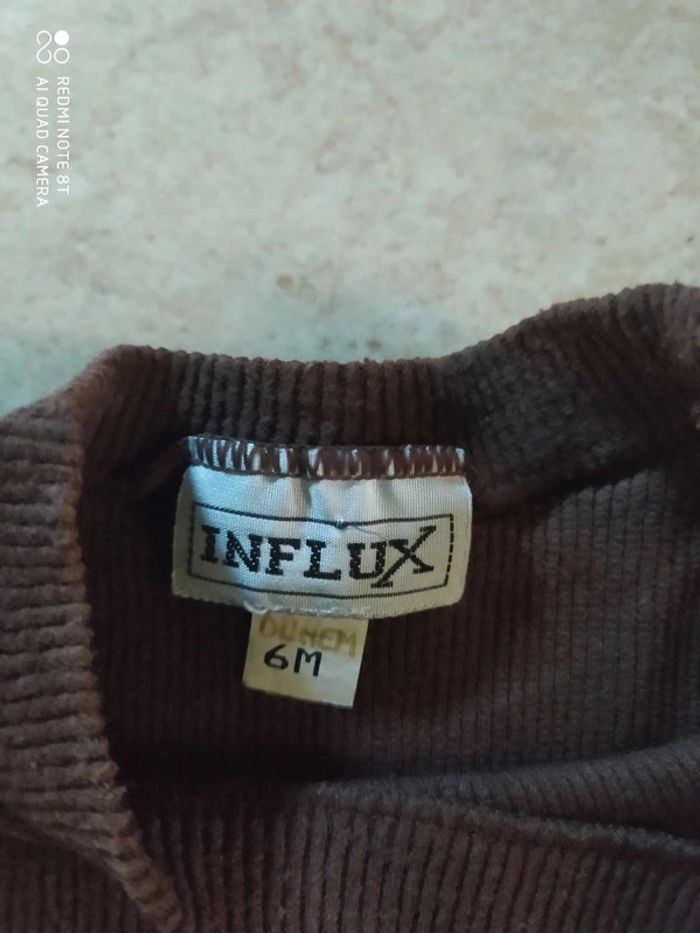 REDMI NOTE 8T
AI QUAD CAMERA
INFLUX
6M